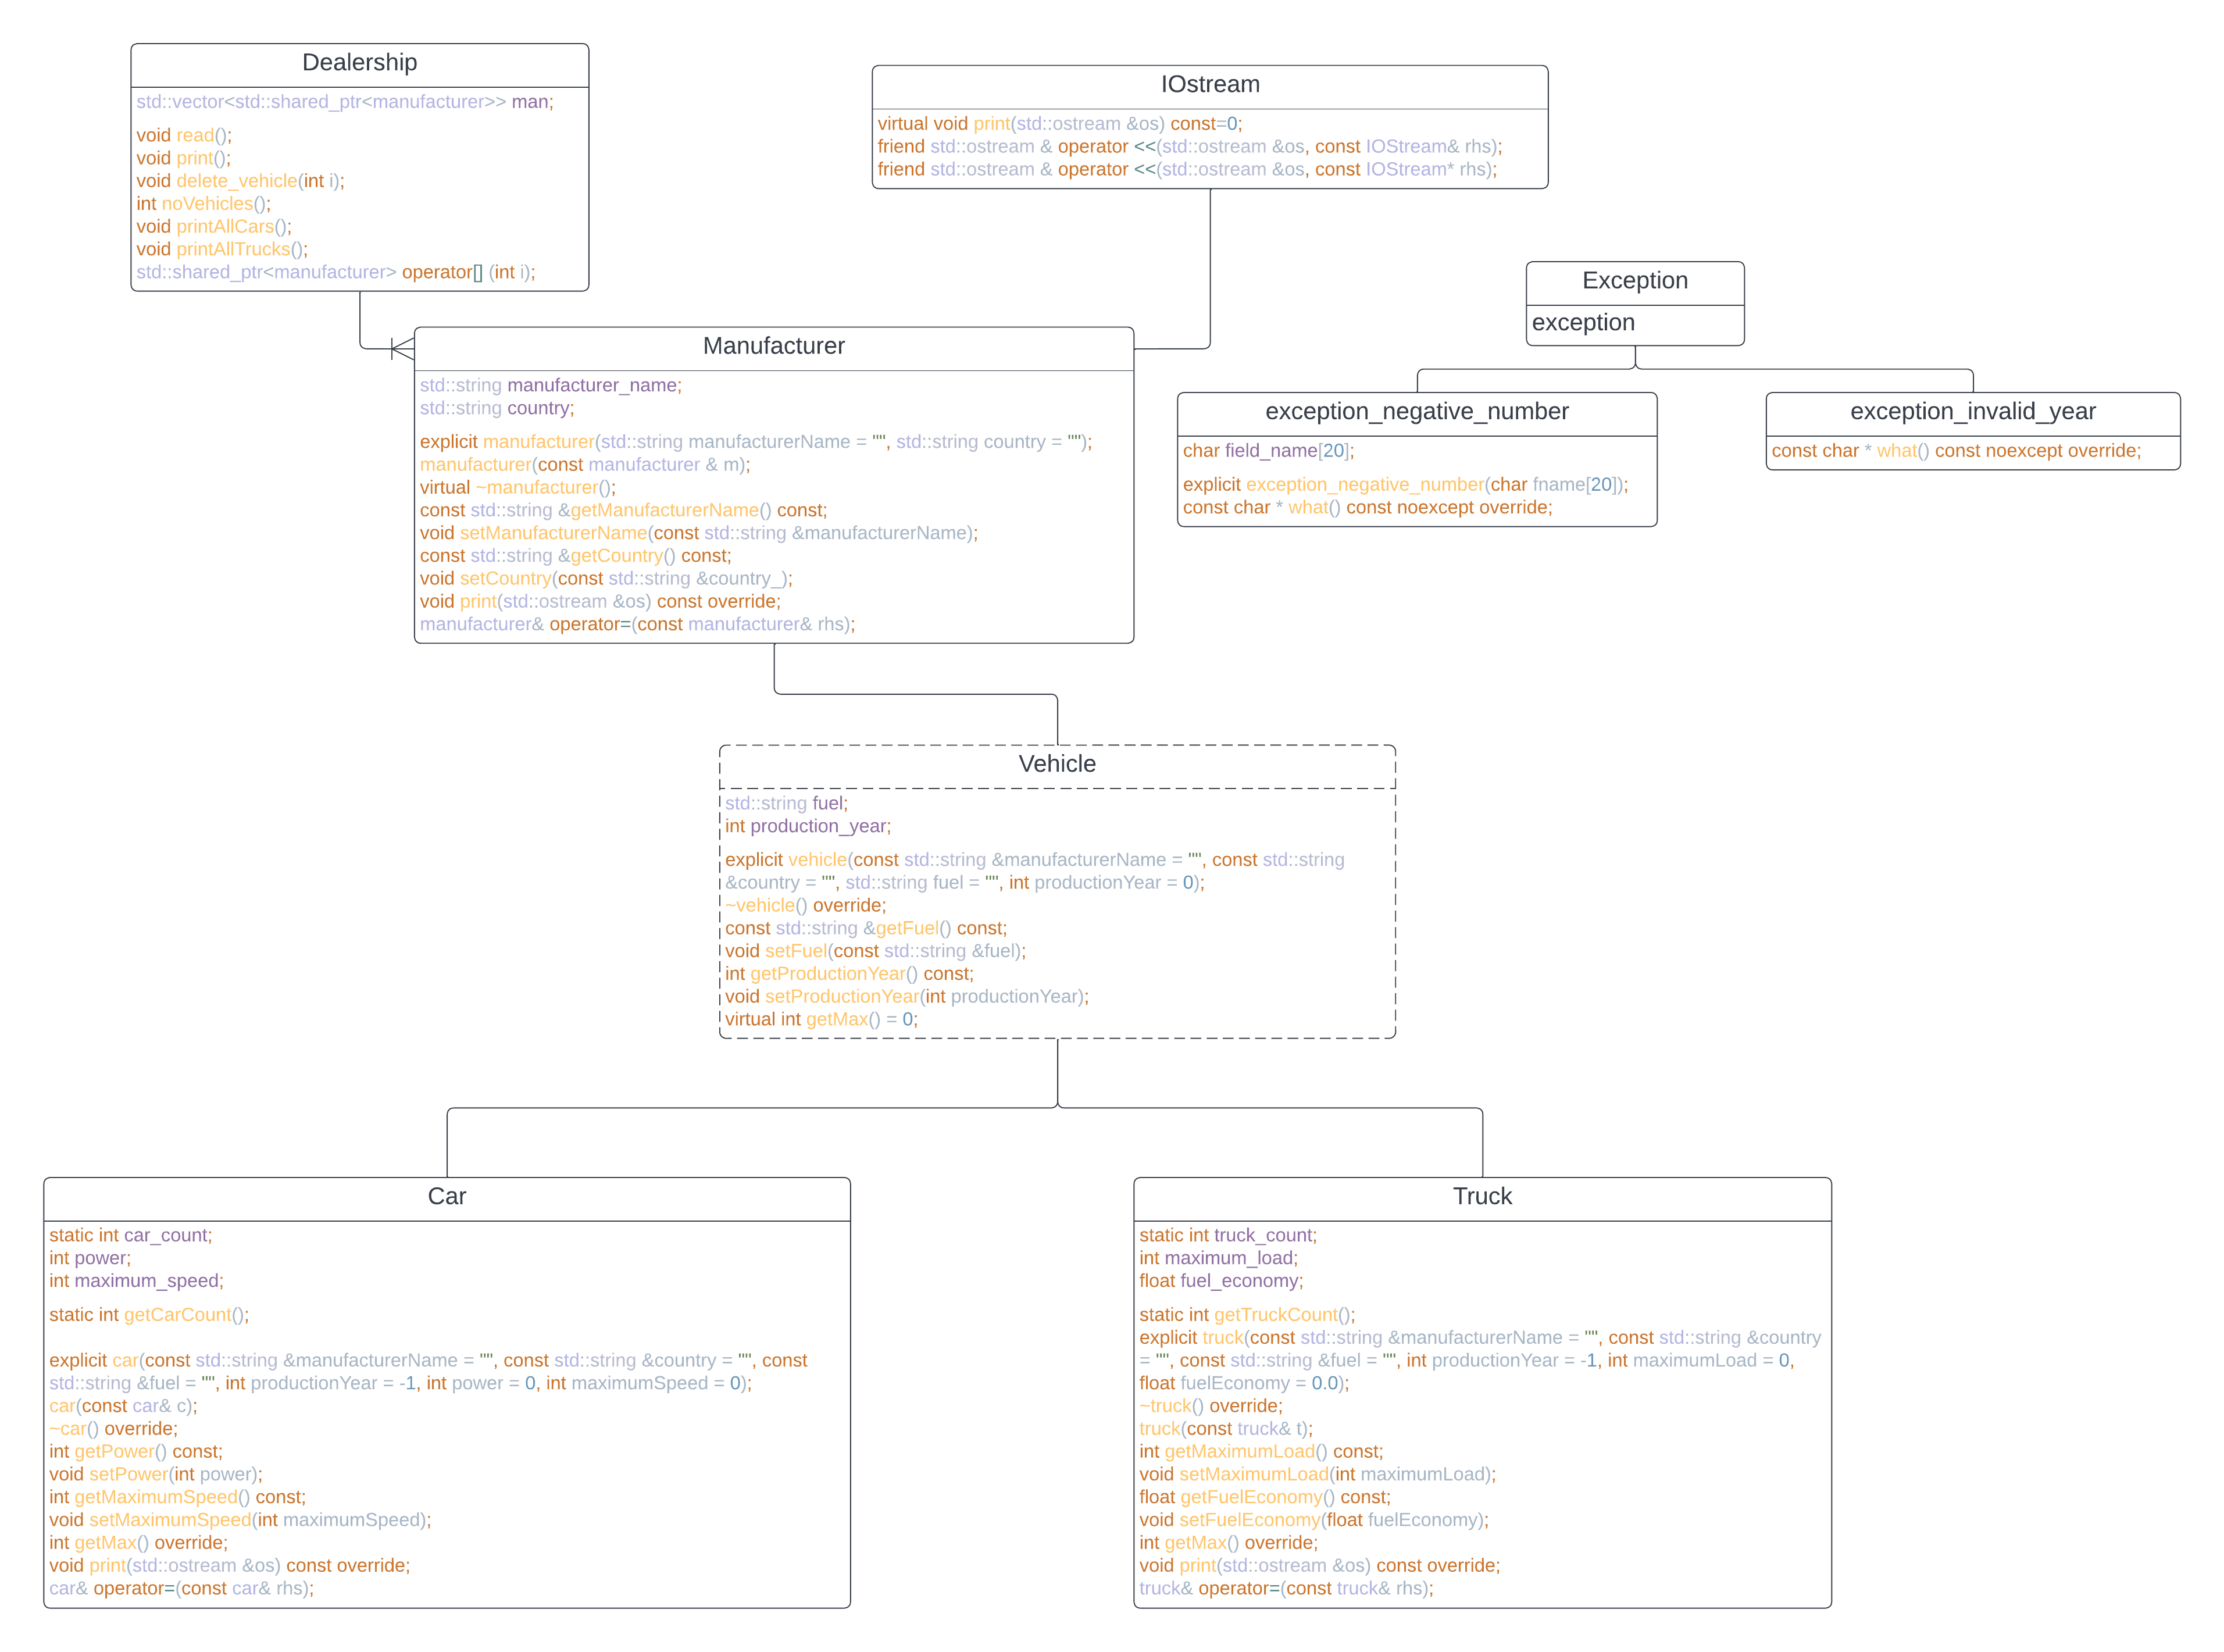 Dealership
std::vector<std::shared_ptr<manufacturer>> man;
void read();
void print();
void delete_vehicle(int i);
int noVehicles();
void printAllCars();
void printAllTrucks();
std::shared_ptr<manufacturer> operator[] (int i);
IOstream
virtual void print(std::ostream &os) const=0;
friend std::ostream & operator <<(std::ostream &os, const IOStream& rhs);
friend std::ostream & operator <<(std::ostream &os, const IOStream* rhs);
Exception
exception
Manufacturer
std::string manufacturer_name;
std::string country;
explicit manufacturer(std::string manufacturerName = "", std::string country = "");
manufacturer(const manufacturer & m);
virtual ~manufacturer();
const std::string &getManufacturerName() const;
void setManufacturerName(const std::string &manufacturerName);
const std::string &getCountry() const;
void setCountry(const std::string &country_);
void print(std::ostream &os) const override;
manufacturer& operator=(const manufacturer& rhs);
exception_negative_number
char field_name[20];
explicit exception_negative_number(char fname[20]);
const char * what() const noexcept override;
exception_invalid_year
const char * what() const noexcept override;
Vehicle
std::string fuel;
int production_year;
explicit vehicle(const std::string &manufacturerName = "", const std::string
&country = "", std::string fuel = "", int productionYear = 0);
~vehicle() override;
const std::string &getFuel() const;
void setFuel(const std::string &fuel);
int getProductionYear() const;
void setProductionYear(int productionYear);
virtual int getMax() = 0;
Car
static int car_count;
int power;
int maximum_speed;
static int getCarCount();
explicit car(const std::string &manufacturerName = "", const std::string &country = "", const
std::string &fuel = "", int productionYear = -1, int power = 0, int maximumSpeed = 0);
car(const car& c);
~car() override;
int getPower() const;
void setPower(int power);
int getMaximumSpeed() const;
void setMaximumSpeed(int maximumSpeed);
int getMax() override;
void print(std::ostream &os) const override;
car& operator=(const car& rhs);
Truck
static int truck_count;
int maximum_load;
float fuel_economy;
static int getTruckCount();
explicit truck(const std::string &manufacturerName = "", const std::string &country
= "", const std::string &fuel = "", int productionYear = -1, int maximumLoad = 0,
float fuelEconomy = 0.0);
~truck() override;
truck(const truck& t);
int getMaximumLoad() const;
void setMaximumLoad(int maximumLoad);
float getFuelEconomy() const;
void setFuelEconomy(float fuelEconomy);
int getMax() override;
void print(std::ostream &os) const override;
truck& operator=(const truck& rhs);